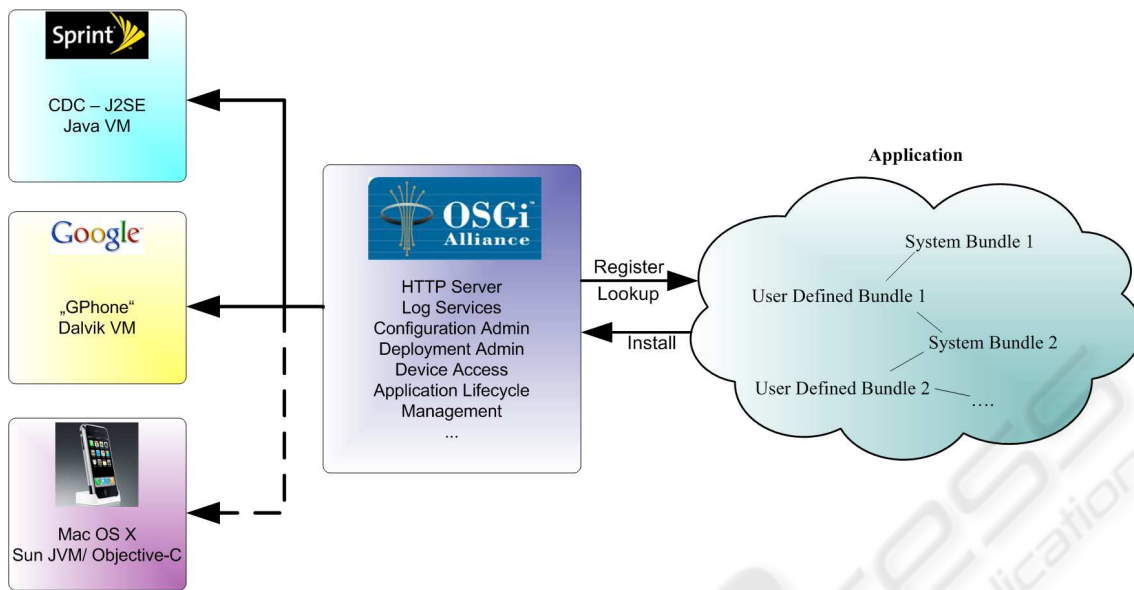 Sprint
CDC – J2SE
Java VM
Google™
„GPhone“
Dalvik VM
Mac OS X
Sun JVM/ Objective-C
OSGi™
Alliance
HTTP Server
Log Services
Configuration Admin
Deployment Admin
Device Access
Application Lifecycle
Management
...
Register
Lookup
Install
Application
System Bundle 1
User Defined Bundle 1
System Bundle 2
User Defined Bundle 2
....